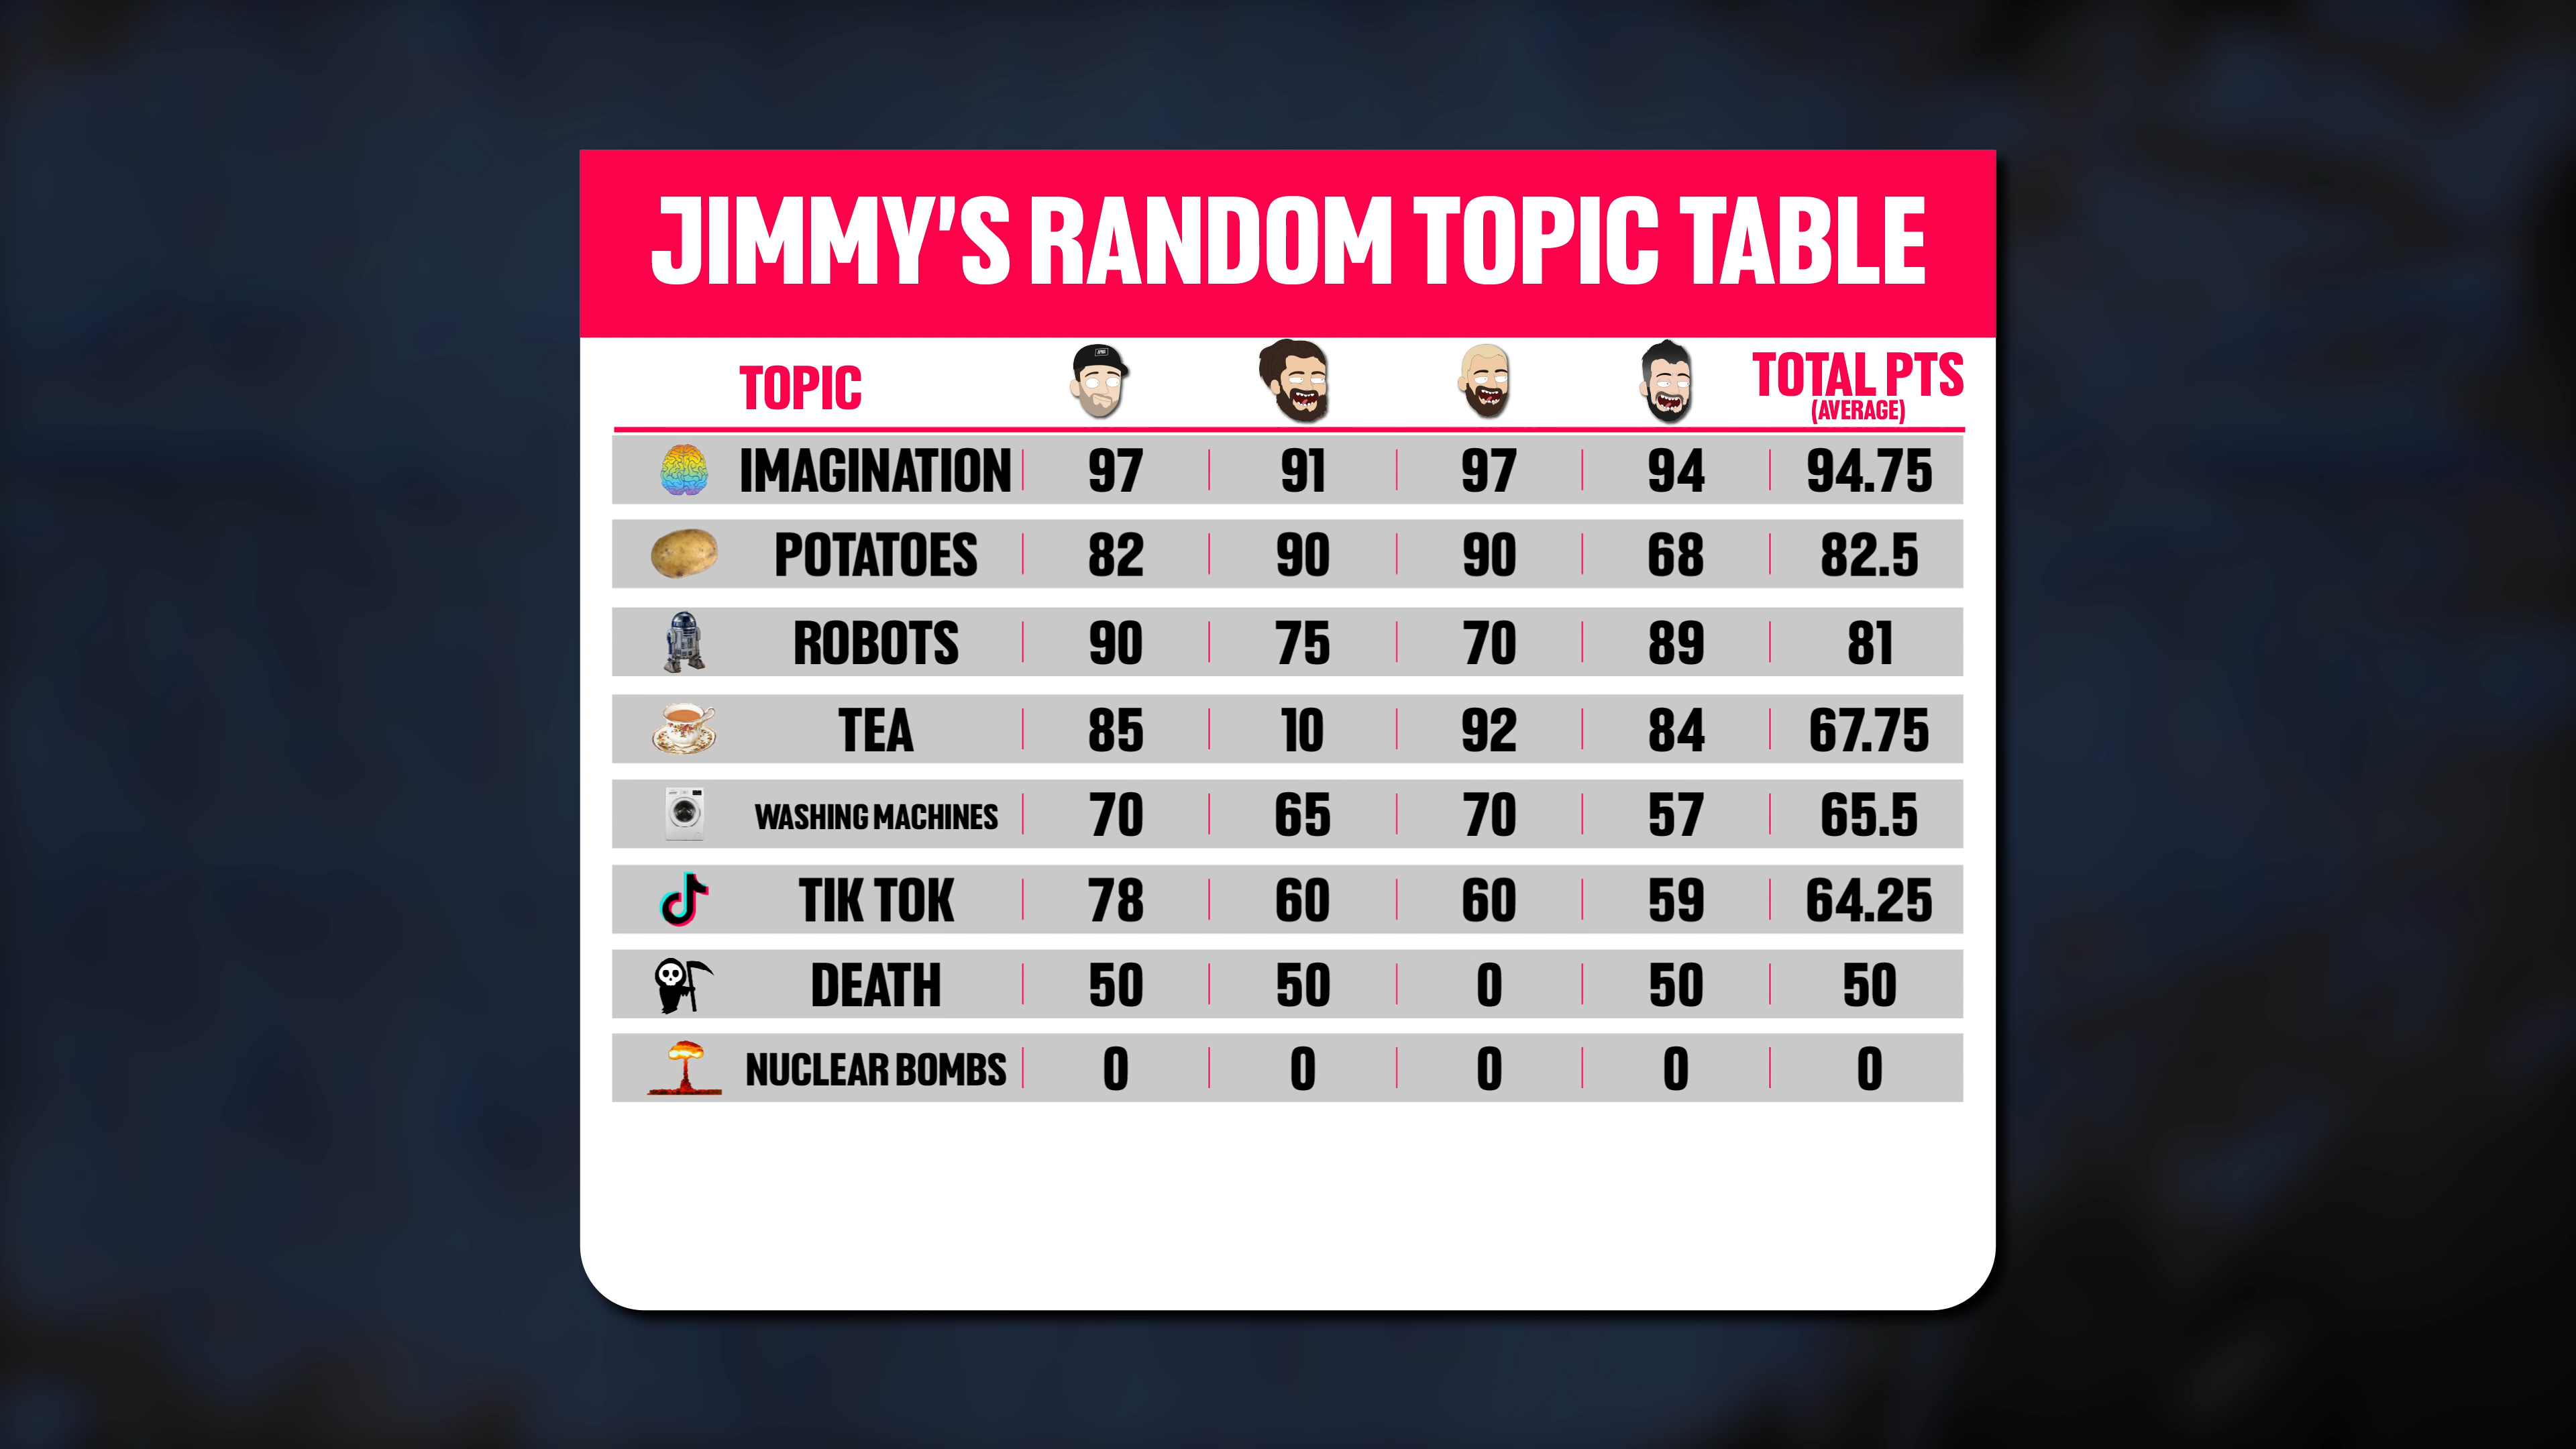 JIMMY'S RANDOM TOPIC TABLE
TOPIC TOTAL PTS
(AVERAGE)
IMAGINATION 97 91 97 94 94.75
POTATOES 82 90 90 68 82.5
ROBOTS 90 75 70 89 81
TEA 85 10 92 84 67.75
WASHING MACHINES 70 65 70 57 65.5
TIK TOK 78 60 60 59 64.25
DEATH 50 50 0 50 50
NUCLEAR BOMBS 0 0 0 0 0